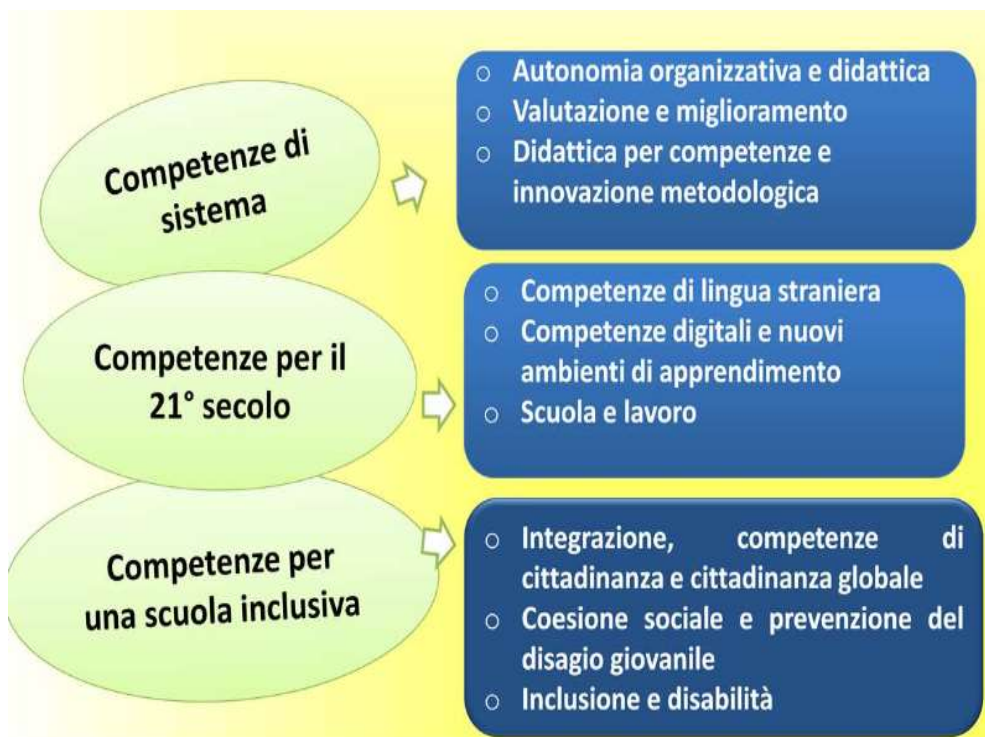 Competenze di
sistema
○ Autonomia organizzativa e didattica
○ Valutazione e miglioramento
○ Didattica per competenze e
innovazione metodologica
Competenze per il
21° secolo
○ Competenze di lingua straniera
○ Competenze digitali e nuovi
ambienti di apprendimento
○ Scuola e lavoro
Competenze per
una scuola inclusiva
○ Integrazione, competenze di
cittadinanza e cittadinanza globale
○ Coesione sociale e prevenzione del
disagio giovanile
○ Inclusione e disabilità